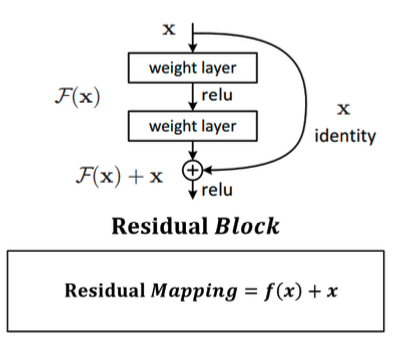 x
weight layer
F(x)
relu
weight layer
x
identity
F(x) + x
relu
Residual Block
Residual Mapping = f(x) + x